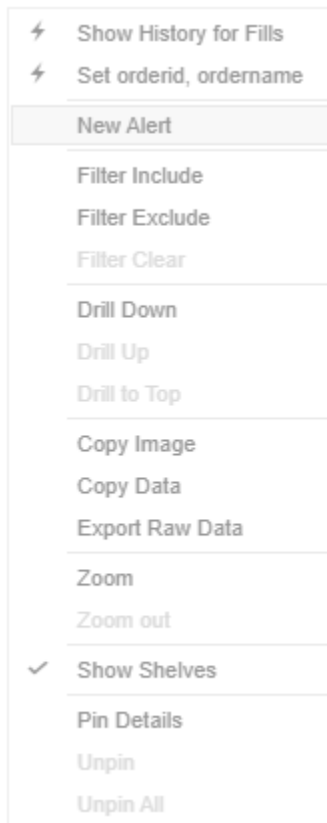 Show History for Fills
Set orderid, ordername
New Alert
Filter Include
Filter Exclude
Filter Clear
Drill Down
Drill Up
Drill to Top
Copy Image
Copy Data
Export Raw Data
Zoom
Zoom out
Show Shelves
Pin Details
Unpin
Unpin All